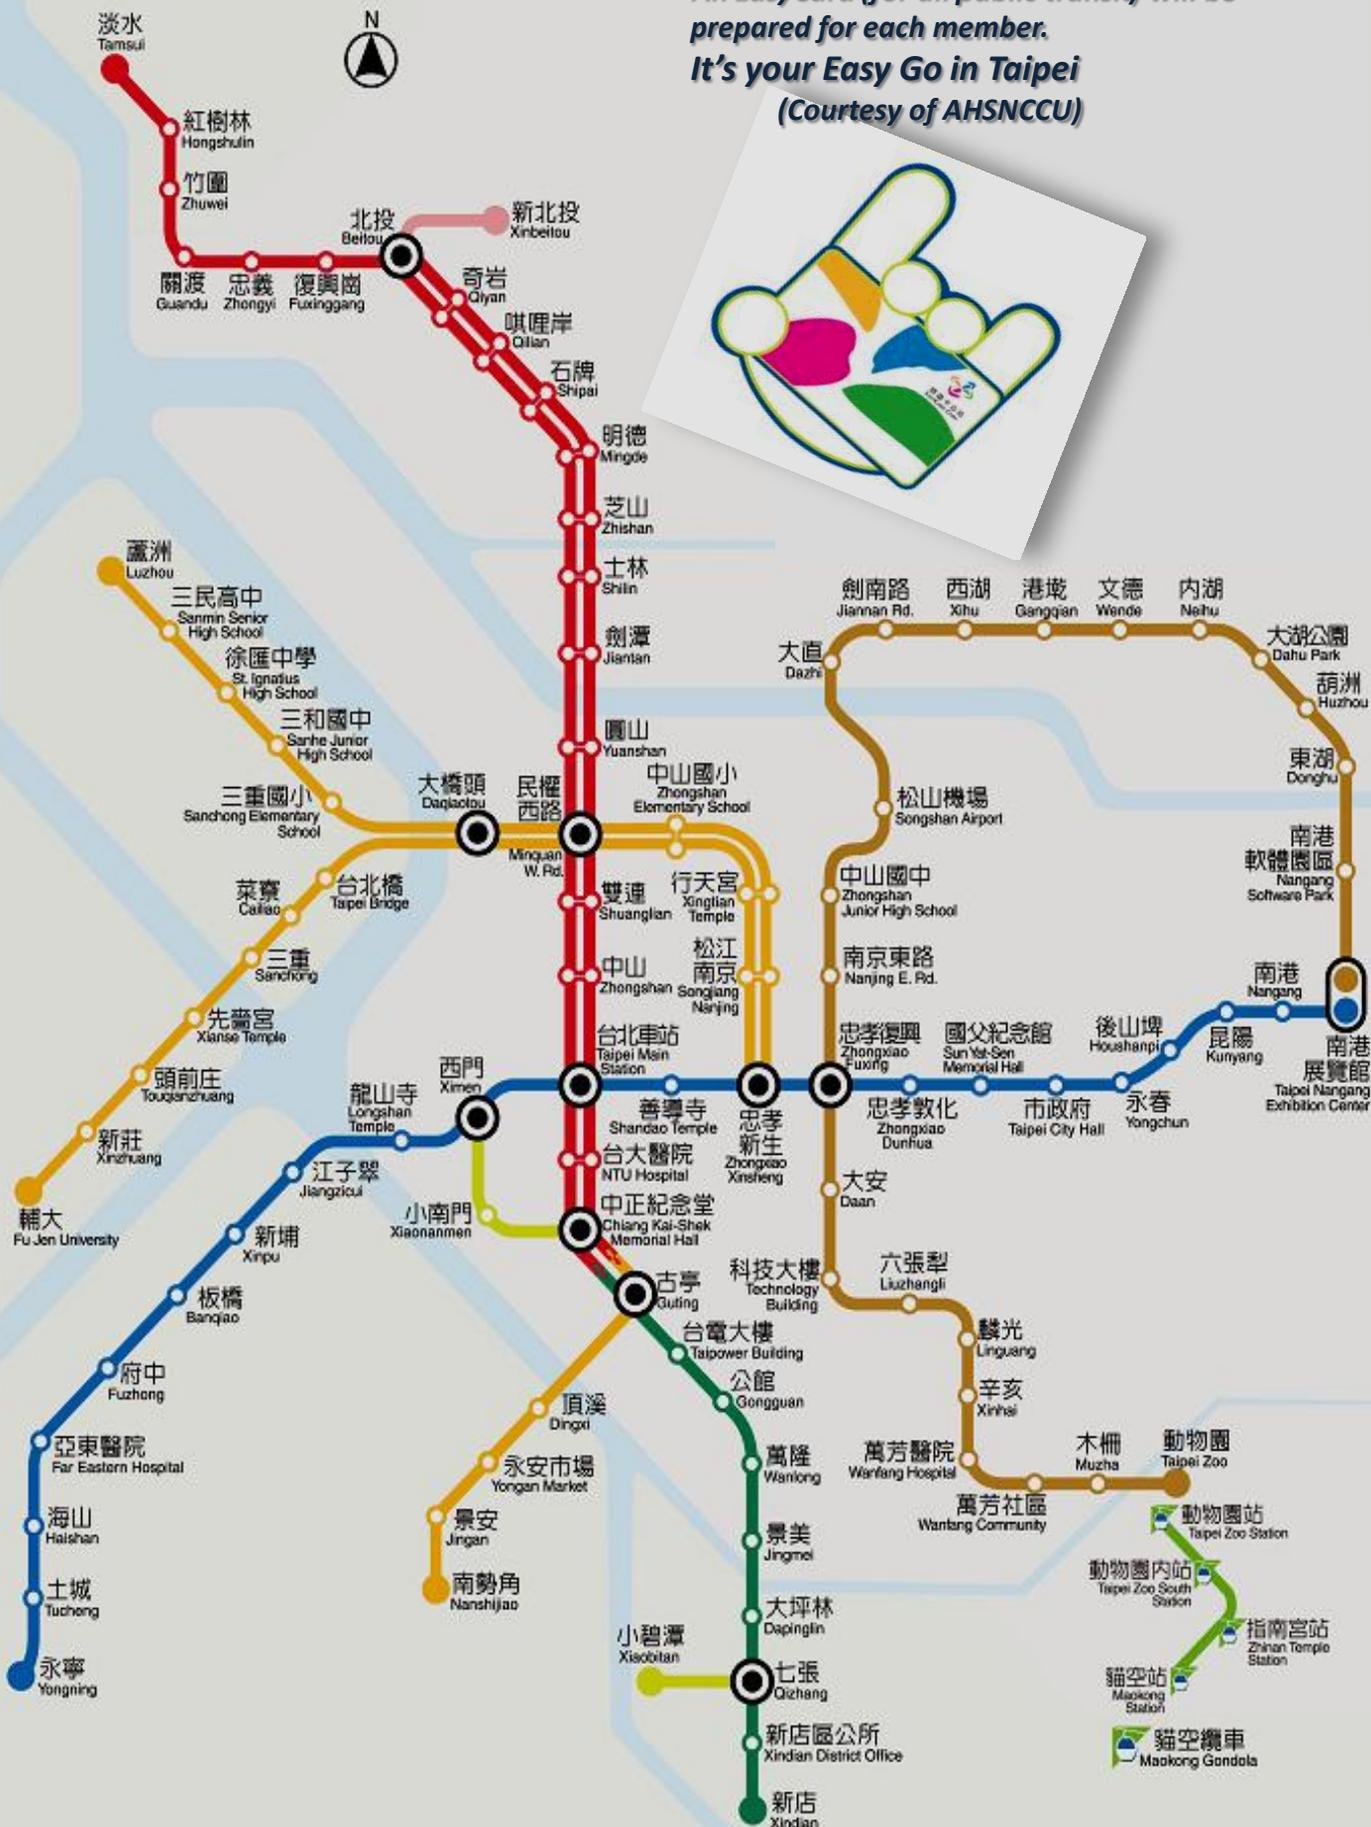 prepared for each member.
It's your Easy Go in Taipei
(Courtesy of AHSNCCU)
N
淡水
Tamsui
紅樹林
Hongshulin
竹圍
Zhuwei
關渡
Guandu
忠義
Zhongyi
復興崗
Fuxinggang
北投
Beitou
新北投
Xinbeitou
奇岩
Qiyan
唭哩岸
Qilian
石牌
Shipai
明德
Mingde
芝山
Zhishan
士林
Shilin
劍潭
Jiantan
圓山
Yuanshan
蘆洲
Luzhou
三民高中
Sanmin Senior
High School
徐匯中學
St. Ignatius
High School
三和國中
Sanhe Junior
High School
三重國小
Sanchong Elementary
School
大橋頭
Daqiaotou
民權
西路
Minquan
W. Rd.
中山國小
Zhongshan
Elementary School
台北橋
Taipei Bridge
菜寮
Cailiao
三重
Sanchong
先嗇宮
Xianse Temple
頭前庄
Touqianzhuang
新莊
Xinzhuang
輔大
Fu Jen University
行天宮
Xingtian
Temple
松江
南京
Songjiang
Nanjing
雙連
Shuanglian
中山
Zhongshan
台北車站
Taipei Main
Station
劍南路
Jiannan Rd.
西湖
Xihu
港墘
Gangqian
文德
Wende
內湖
Neihu
大湖公園
Dahu Park
葫洲
Huzhou
東湖
Donghu
南港
軟體園區
Nangang
Software Park
大直
Dazhi
松山機場
Songshan Airport
中山國中
Zhongshan
Junior High School
南京東路
Nanjing E. Rd.
忠孝復興
Zhongxiao
Fuxing
國父紀念館
Sun Yat-Sen
Memorial Hall
後山埤
Houshanpi
昆陽
Kunyang
南港
Nangang
南港
展覽館
Taipei Nangang
Exhibition Center
西門
Ximen
龍山寺
Longshan
Temple
善導寺
Shandao Temple
忠孝
新生
Zhongxiao
Xinsheng
忠孝敦化
Zhongxiao
Dunhua
市政府
Taipei City Hall
永春
Yongchun
江子翠
Jiangzicui
新埔
Xinpu
板橋
Banqiao
府中
Fuzhong
亞東醫院
Far Eastern Hospital
海山
Haishan
土城
Tucheng
永寧
Yongning
小南門
Xiaonanmen
台大醫院
NTU Hospital
中正紀念堂
Chiang Kai-Shek
Memorial Hall
古亭
Guting
台電大樓
Taipower Building
公館
Gongguan
萬隆
Wanlong
景美
Jingmei
大坪林
Dapinglin
小碧潭
Xiaobitan
七張
Qizhang
新店區公所
Xindian District Office
新店
Xindian
頂溪
Dingxi
永安市場
Yongan Market
景安
Jingan
南勢角
Nanshijiao
大安
Daan
科技大樓
Technology
Building
六張犁
Liuzhangli
麟光
Linguang
辛亥
Xinhai
萬芳醫院
Wanfang Hospital
萬芳社區
Wanfang Community
木柵
Muzha
動物園
Taipei Zoo
動物園站
Taipei Zoo Station
動物園內站
Taipei Zoo South
Station
指南宮站
Zhinan Temple
Station
貓空站
Maokong
Station
貓空纜車
Maokong Gondola